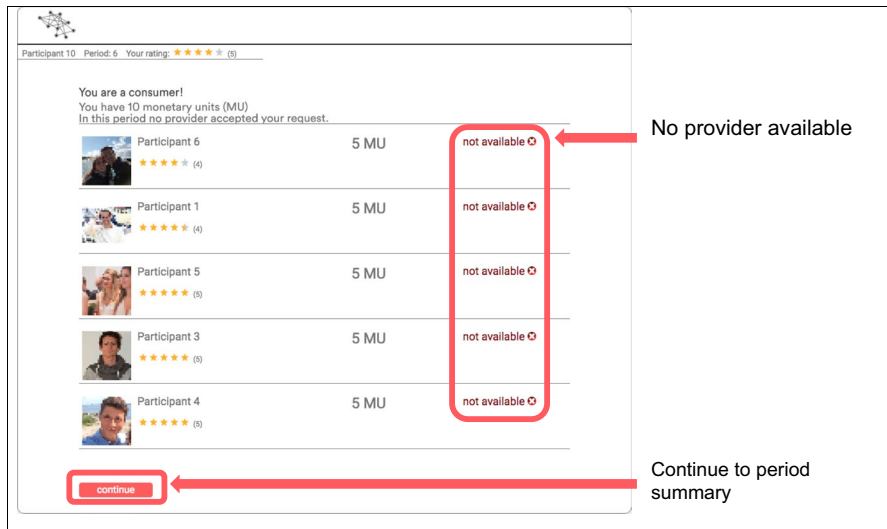 Participant 10 Period: 6 Your rating: ★ ★ ★ ★ ★ (5)
You are a consumer!
You have 10 monetary units (MU)
In this period no provider accepted your request.
Participant 6 5 MU not available
★ ★ ★ ★ ★ (4)
Participant 1 5 MU not available
★ ★ ★ ★ ★ (4)
Participant 5 5 MU not available
★ ★ ★ ★ ★ (5)
Participant 3 5 MU not available
★ ★ ★ ★ ★ (5)
Participant 4 5 MU not available
★ ★ ★ ★ ★ (5)
continue
No provider available
Continue to period
summary